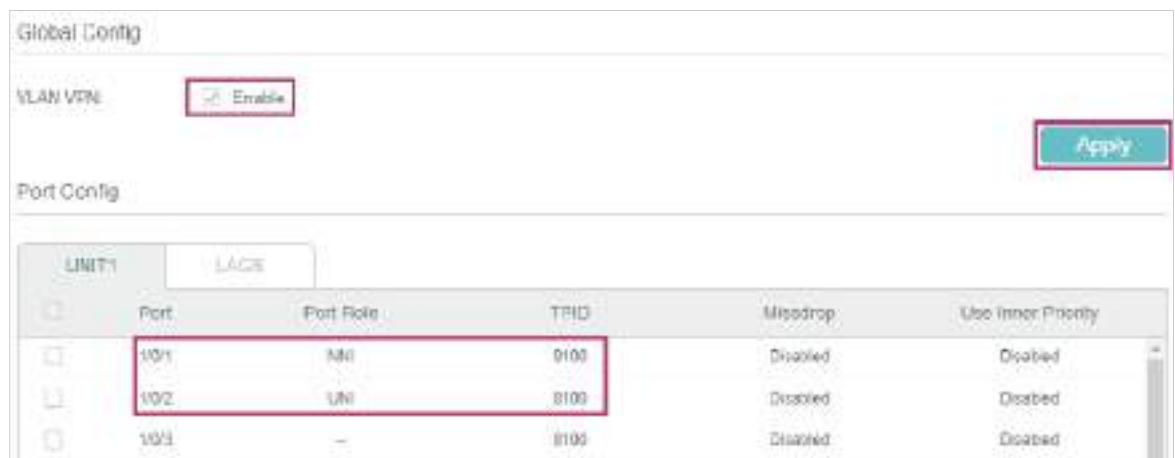 Global Config
VLAN VPN: Enable
Apply
Port Config
UNIT1 LAGS
Port Port Role TPID Missdrop Use Inner Priority
1/0/1 NNI 9100 Disabled Disabled
1/0/2 UNI 8100 Disabled Disabled
1/0/3 -- 8100 Disabled Disabled